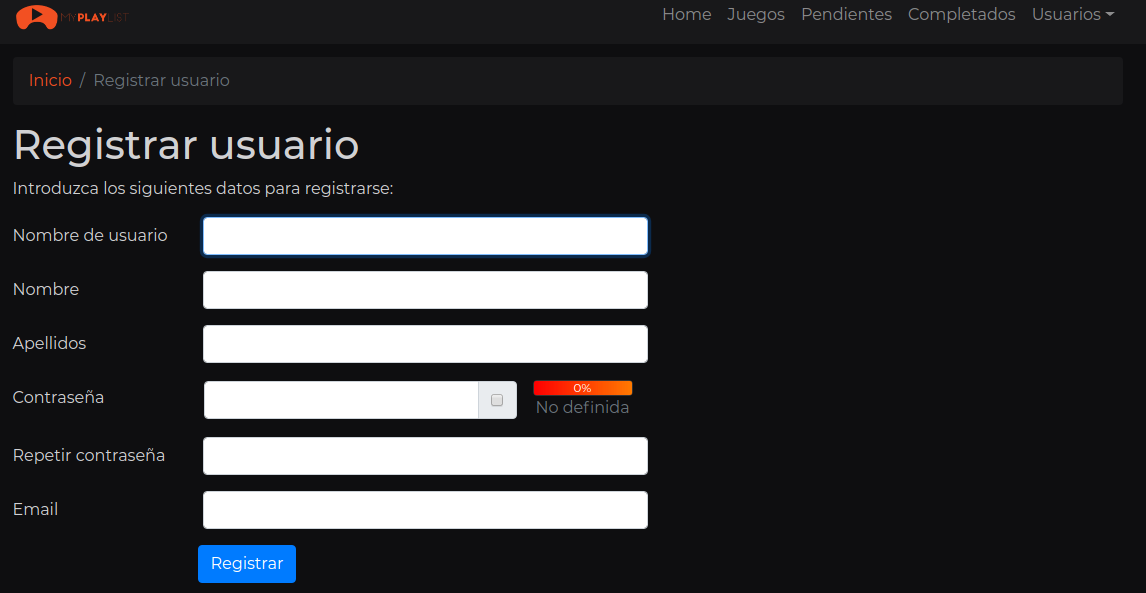 MYPLAYLIST
Home Juegos Pendientes Completados Usuarios
Inicio / Registrar usuario
Registrar usuario
Introduzca los siguientes datos para registrarse:
Nombre de usuario
Nombre
Apellidos
Contraseña
0%
No definida
Repetir contraseña
Email
Registrar